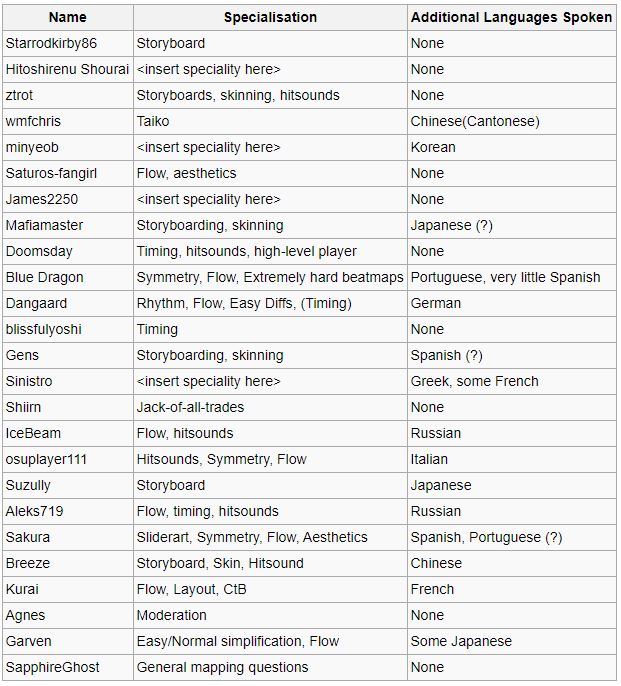 Name Specialisation Additional Languages Spoken
Starrodkirby86 Storyboard None
Hitoshirenu Shourai <insert speciality here> None
ztrot Storyboards, skinning, hitsounds None
wmfchris Taiko Chinese(Cantonese)
minyeob <insert speciality here> Korean
Saturos-fangirl Flow, aesthetics None
James2250 <insert speciality here> None
Mafiamaster Storyboarding, skinning Japanese (?)
Doomsday Timing, hitsounds, high-level player None
Blue Dragon Symmetry, Flow, Extremely hard beatmaps Portuguese, very little Spanish
Dangaard Rhythm, Flow, Easy Diffs, (Timing) German
blissfulyoshi Timing None
Gens Storyboarding, skinning Spanish (?)
Sinistro <insert speciality here> Greek, some French
Shiirn Jack-of-all-trades None
IceBeam Flow, hitsounds Russian
osuplayer111 Hitsounds, Symmetry, Flow Italian
Suzully Storyboard Japanese
Aleks719 Flow, timing, hitsounds Russian
Sakura Sliderart, Symmetry, Flow, Aesthetics Spanish, Portuguese (?)
Breeze Storyboard, Skin, Hitsound Chinese
Kurai Flow, Layout, CtB French
Agnes Moderation None
Garven Easy/Normal simplification, Flow Some Japanese
SapphireGhost General mapping questions None